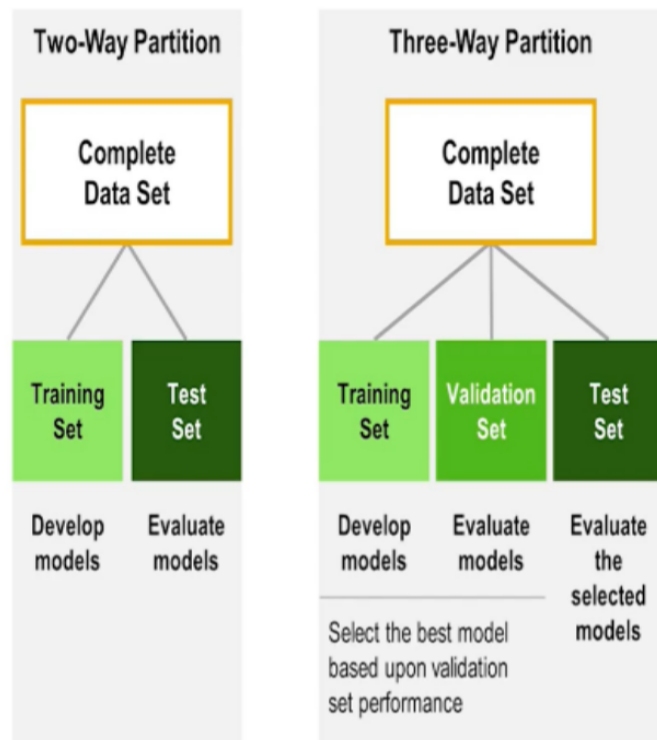 Two-Way Partition
Complete
Data Set
Training
Set
Test
Set
Develop
models
Evaluate
models
Three-Way Partition
Complete
Data Set
Training
Set
Validation
Set
Test
Set
Develop
models
Evaluate
models
Evaluate
the
selected
models
Select the best model
based upon validation
set performance